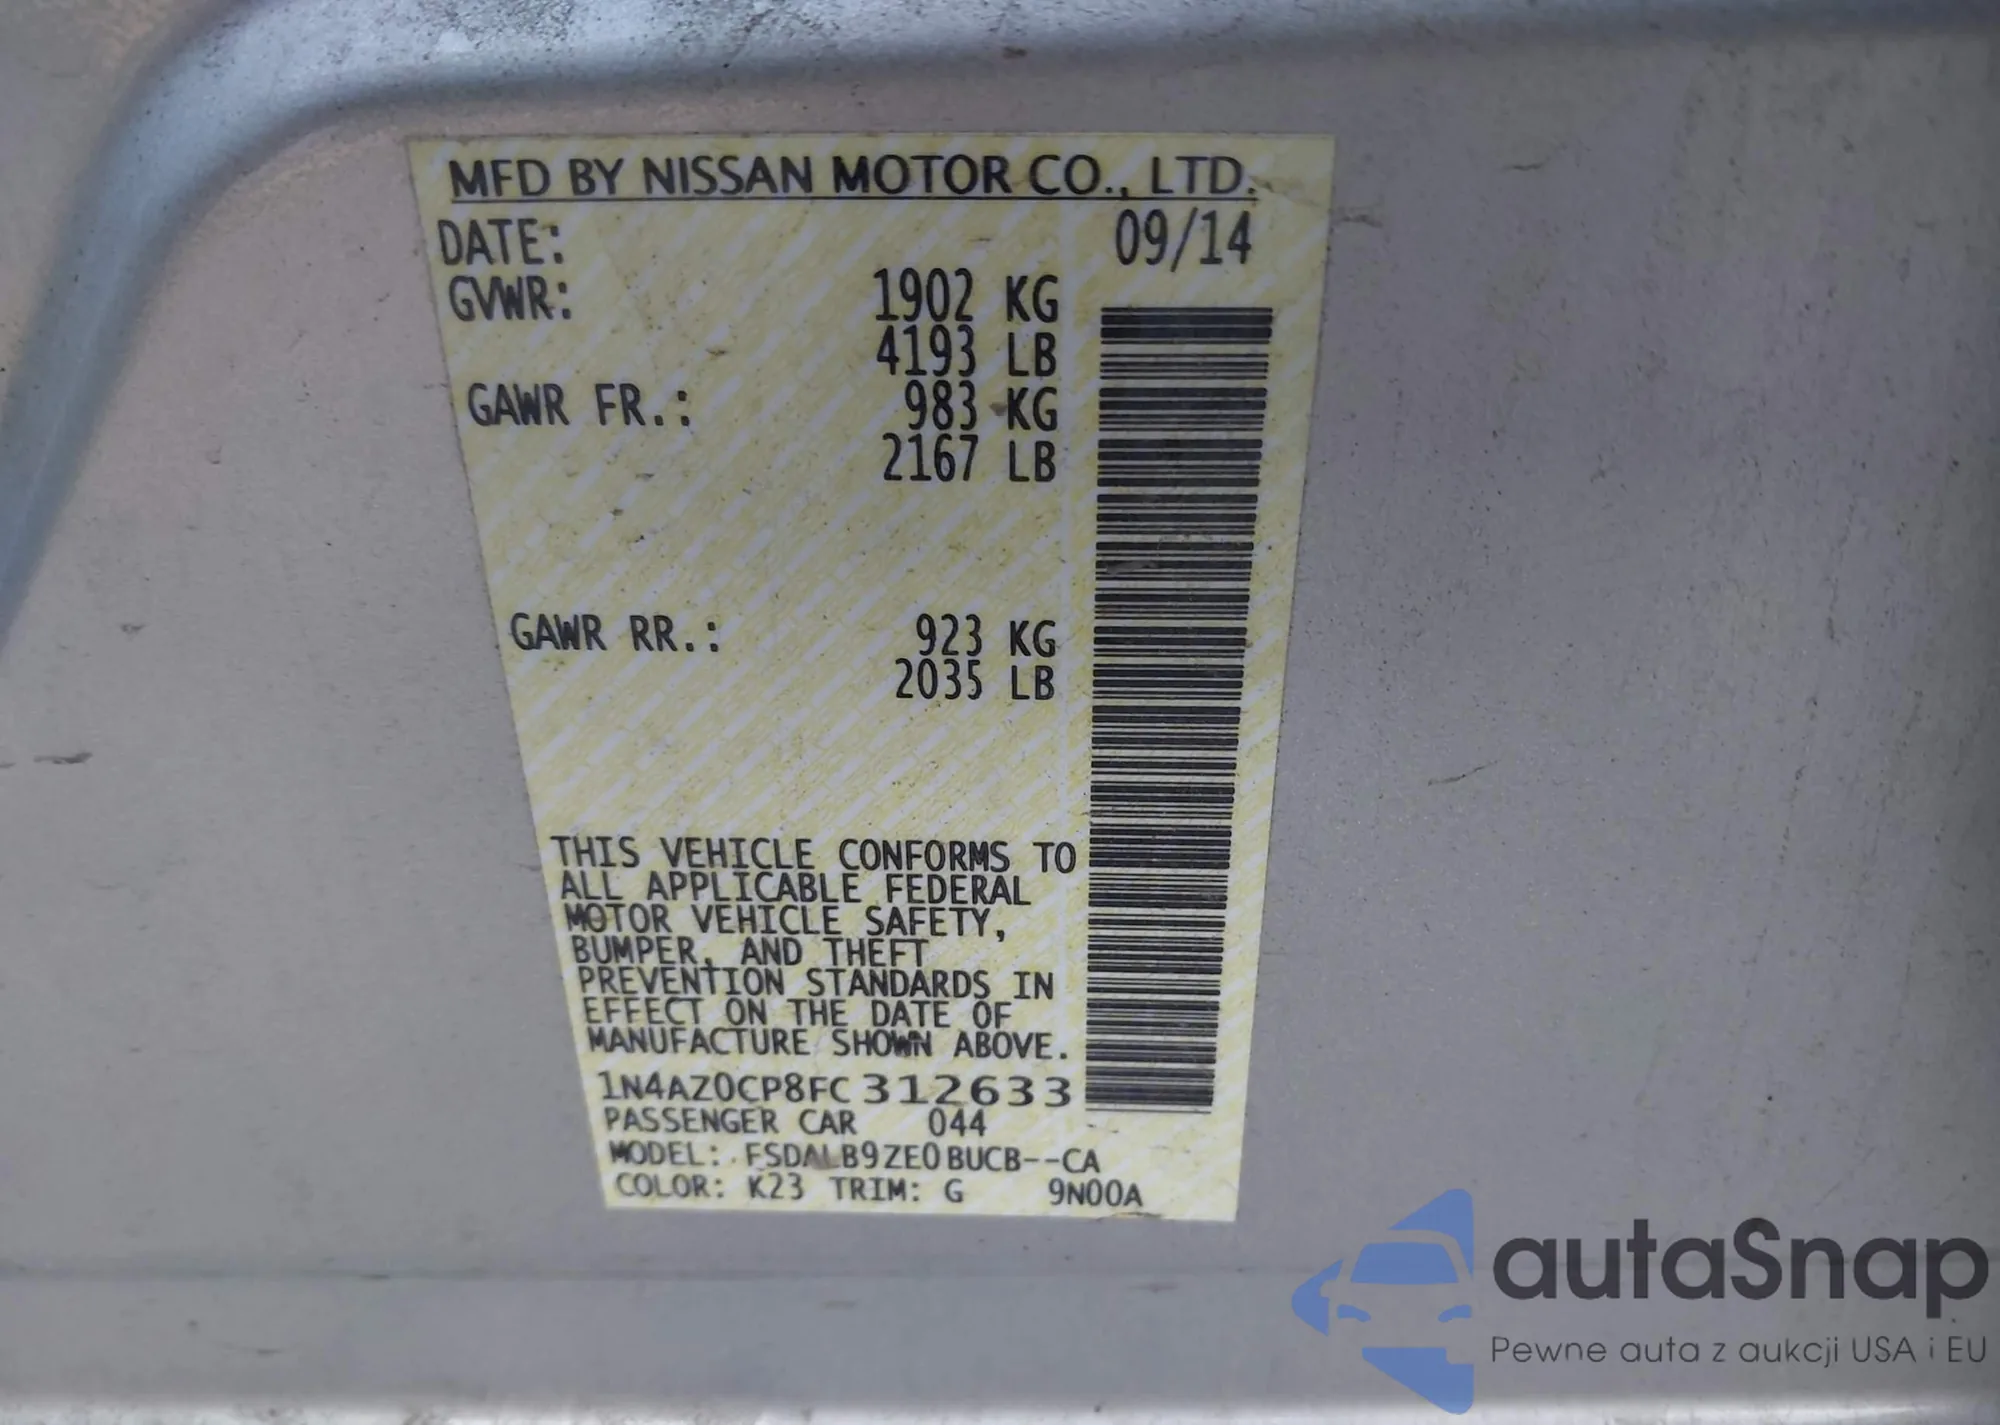 MFD BY NISSAN MOTOR CO., LTD.
DATE: 09/14
GVWR: 1902 KG
4193 LB
GAWR FR.: 983 KG
2167 LB
GAWR RR.: 923 KG
2035 LB
THIS VEHICLE CONFORMS TO
ALL APPLICABLE FEDERAL
MOTOR VEHICLE SAFETY,
BUMPER, AND THEFT
PREVENTION STANDARDS IN
EFFECT ON THE DATE OF
MANUFACTURE SHOWN ABOVE.
1N4AZ0CP8FC312633
PASSENGER CAR 044
MODEL: FSDALB9ZE0BUCB--CA
COLOR: K23 TRIM: G 9N00A
autaSnap
Pewne auta z aukcji USA i EU